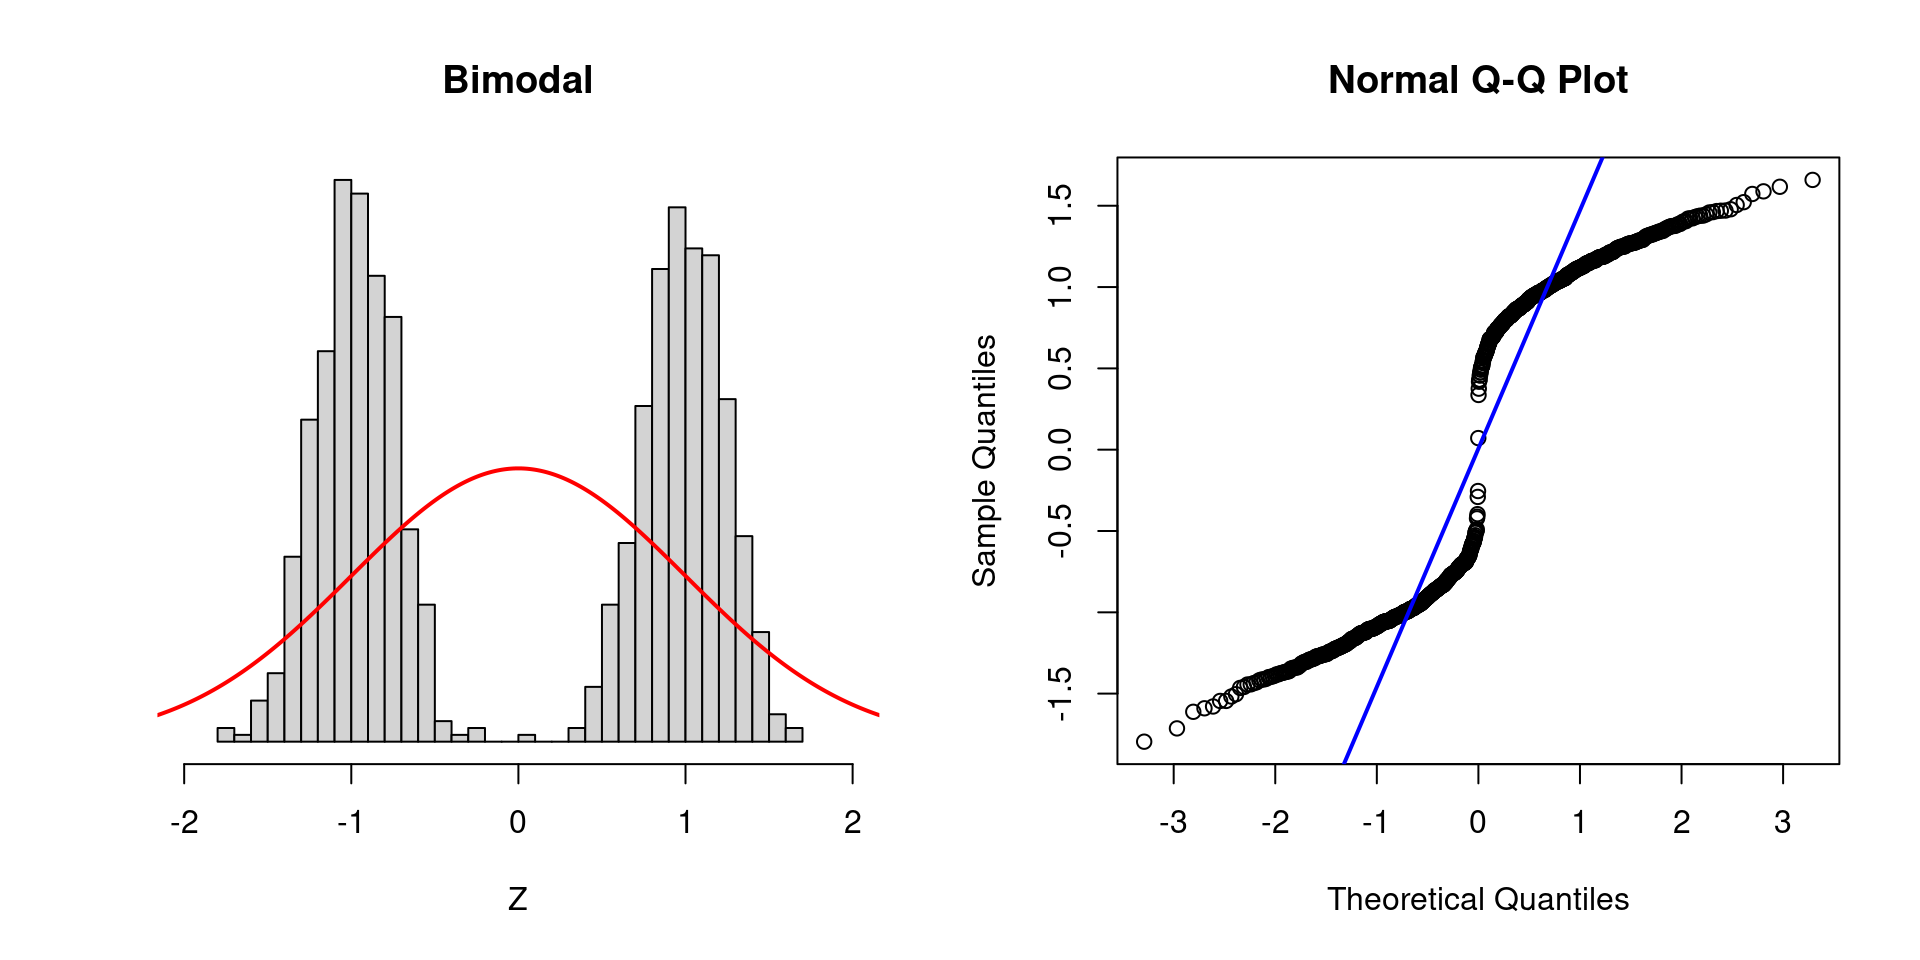 Bimodal
-2 -1 0 1 2
Z
Normal Q-Q Plot
1.5
1.0
0.5
0.0
-0.5
-1.5
Sample Quantiles
-3 -2 -1 0 1 2 3
Theoretical Quantiles